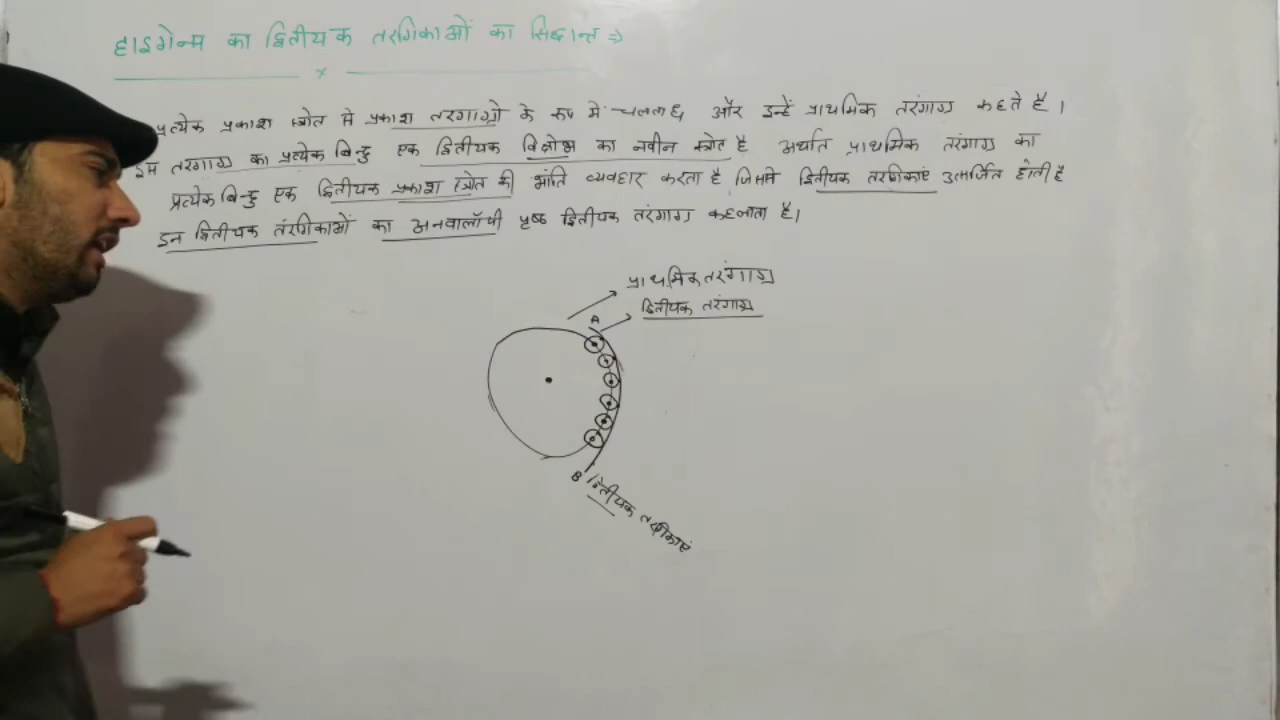 हाइगेन्स का द्वितीयक तरंगिकाओं का सिद्धान्त ⇒
प्रत्येक प्रकाश स्त्रोत से प्रकाश तरंगाग्रो के रूप में चलता है, और इन्हें प्राथमिक तरंगाग्र कहते है।
इस तरंगाग्र का प्रत्येक बिन्दु एक द्वितीयक विक्षोभ का नवीन स्त्रोत है अर्थात प्राथमिक तरंगाग्र का
प्रत्येक बिन्दु एक द्वितीयक प्रकाश स्त्रोत की भांति व्यवहार करता है जिससे द्वितीयक तरंगिकाएं उत्सर्जित होती है
इन द्वितीयक तंरगिकाओं का अनवालॉपी पृष्ठ द्वितीयक तरंगाग्र कहलाता है।
प्राथमिक तरंगाग्र
द्वितीयक तरंगाग्र
A
B
द्वितीयक तरंगिकाएं